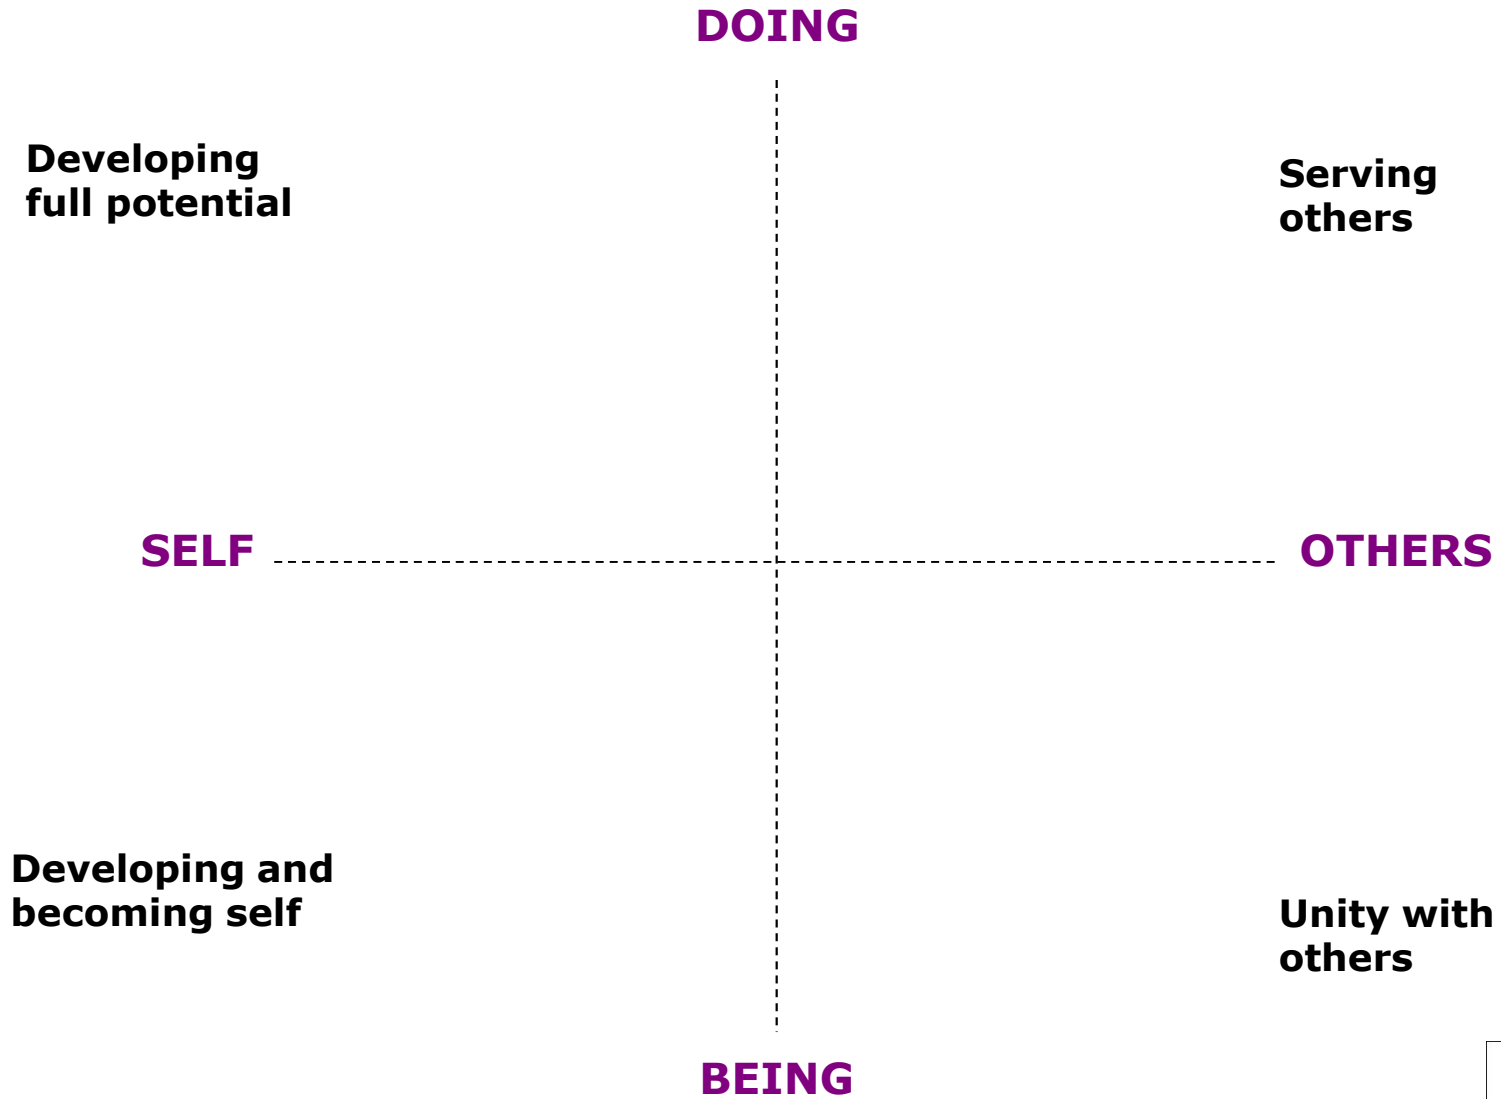 DOING
Developing
full potential
Serving
others
SELF
OTHERS
Developing and
becoming self
Unity with
others
BEING